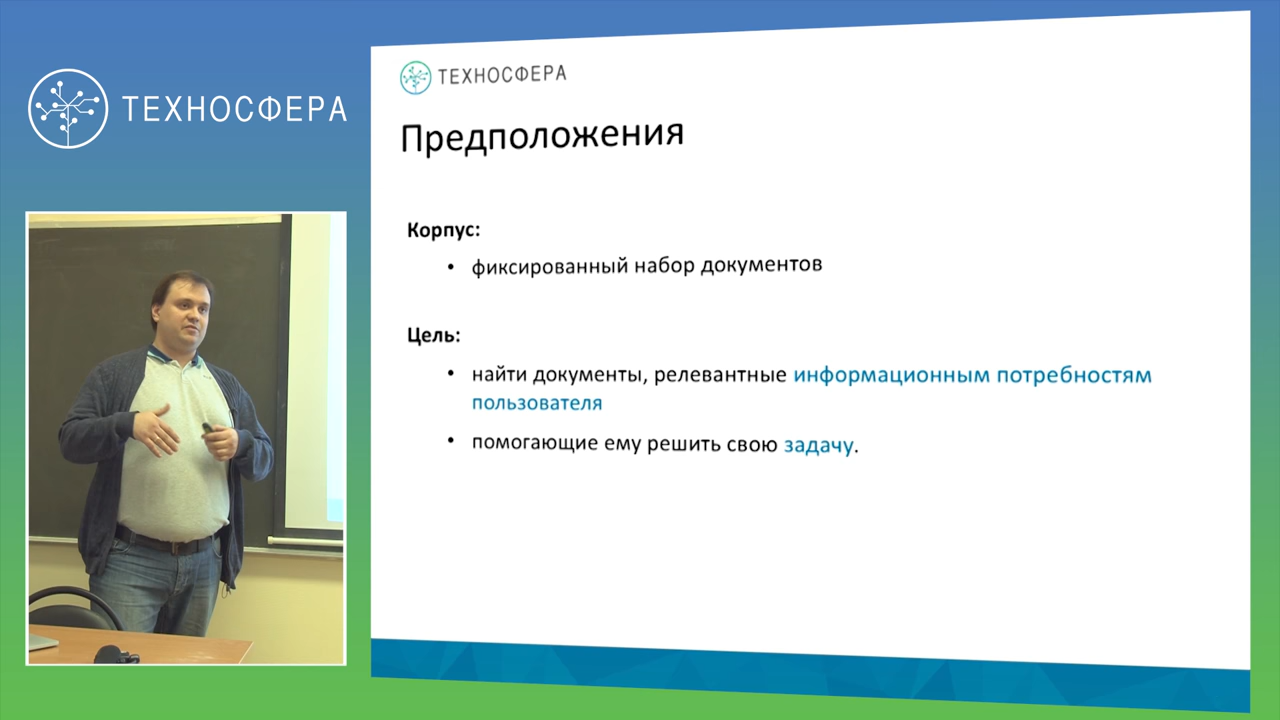 ТЕХНОСФЕРА
ТЕХНОСФЕРА
Предположения
Корпус:
• фиксированный набор документов
Цель:
• найти документы, релевантные информационным потребностям
пользователя
• помогающие ему решить свою задачу.